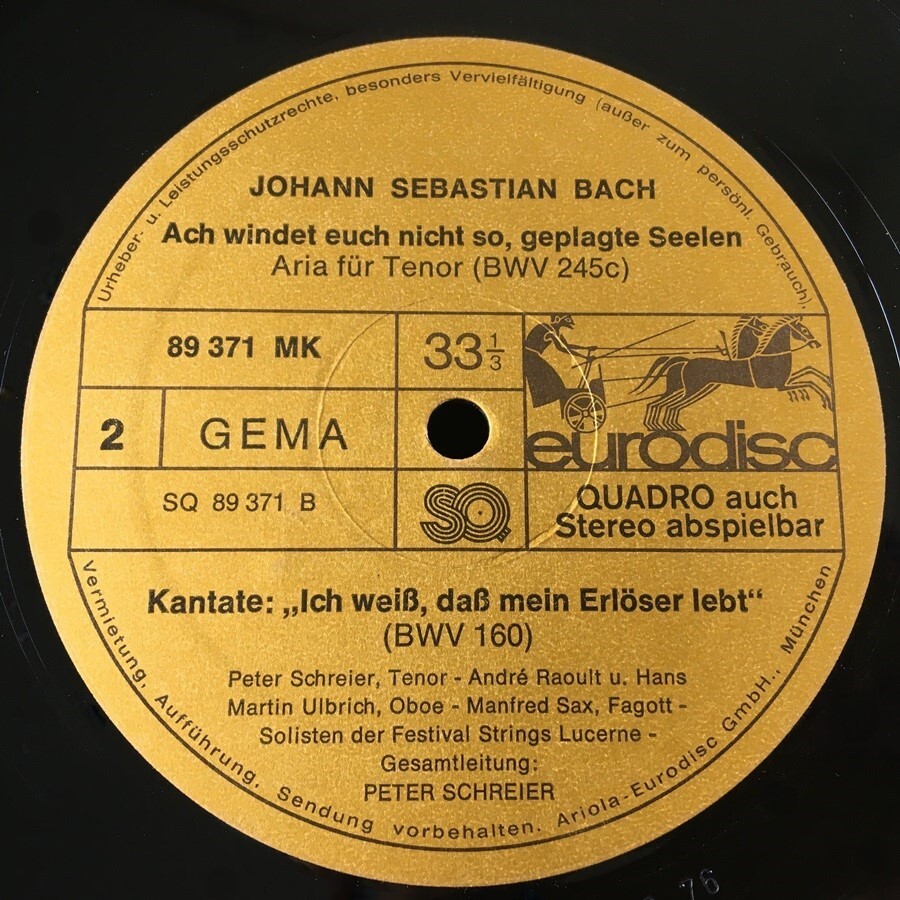 Urheber- u. Leistungsschutzrechte, besonders Vervielfältigung (außer zum persönl. Gebrauch),
JOHANN SEBASTIAN BACH
Ach windet euch nicht so, geplagte Seelen
Aria für Tenor (BWV 245c)
89 371 MK
33 1/3
2
GEMA
eurodisc
SQ 89 371 B
SQ
QUADRO auch
Stereo abspielbar
Kantate: „Ich weiß, daß mein Erlöser lebt“
(BWV 160)
Peter Schreier, Tenor - André Raoult u. Hans
Martin Ulbrich, Oboe - Manfred Sax, Fagott -
Solisten der Festival Strings Lucerne -
Gesamtleitung:
PETER SCHREIER
Vermietung, Aufführung, Sendung vorbehalten. Ariola-Eurodisc GmbH., München
76